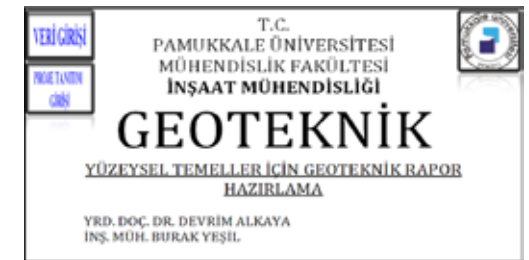 VERİ GİRİŞİ
PROJE TANITIM
GİRİŞİ
T.C.
PAMUKKALE ÜNİVERSİTESİ
MÜHENDİSLİK FAKÜLTESİ
İNŞAAT MÜHENDİSLİĞİ
GEOTEKNİK
YÜZEYSEL TEMELLER İÇİN GEOTEKNİK RAPOR
HAZIRLAMA
YRD. DOÇ. DR. DEVRİM ALKAYA
İNŞ. MÜH. BURAK YEŞİL